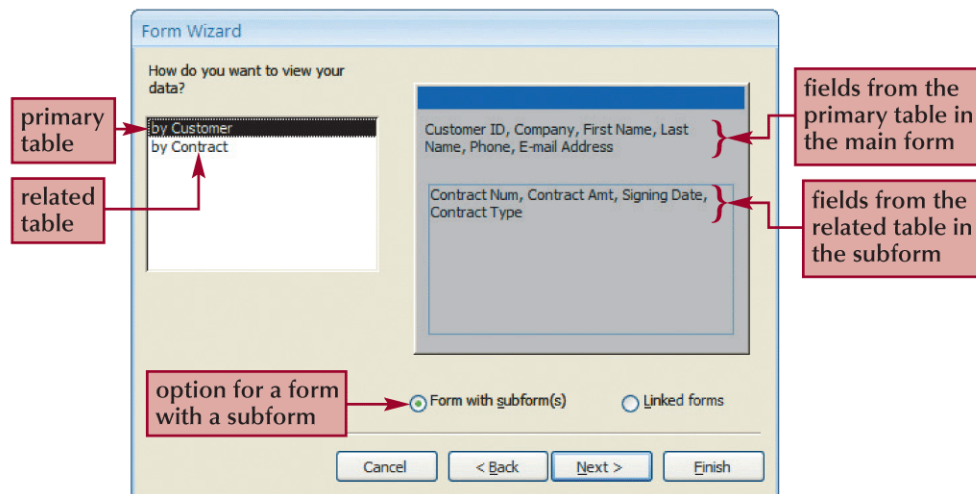 Form Wizard
How do you want to view your
data?
by Customer
by Contract
primary
table
related
table
Customer ID, Company, First Name, Last
Name, Phone, E-mail Address
Contract Num, Contract Amt, Signing Date,
Contract Type
fields from the
primary table in
the main form
fields from the
related table in
the subform
option for a form
with a subform
Form with subform(s)
Linked forms
Cancel
< Back
Next >
Finish